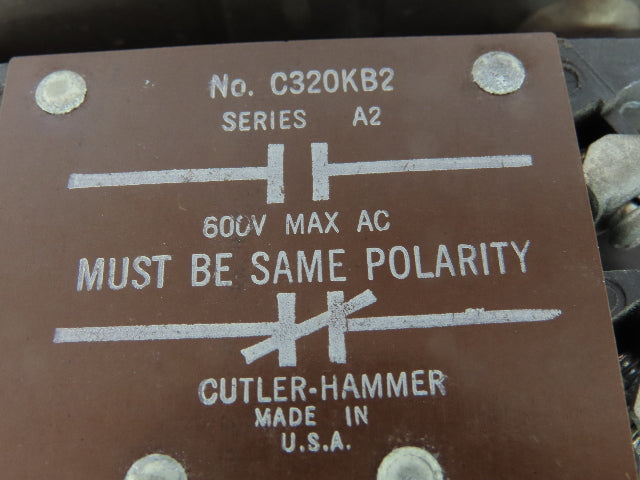 No. C320KB2
SERIES A2
600V MAX AC
MUST BE SAME POLARITY
CUTLER-HAMMER
MADE IN
U.S.A.